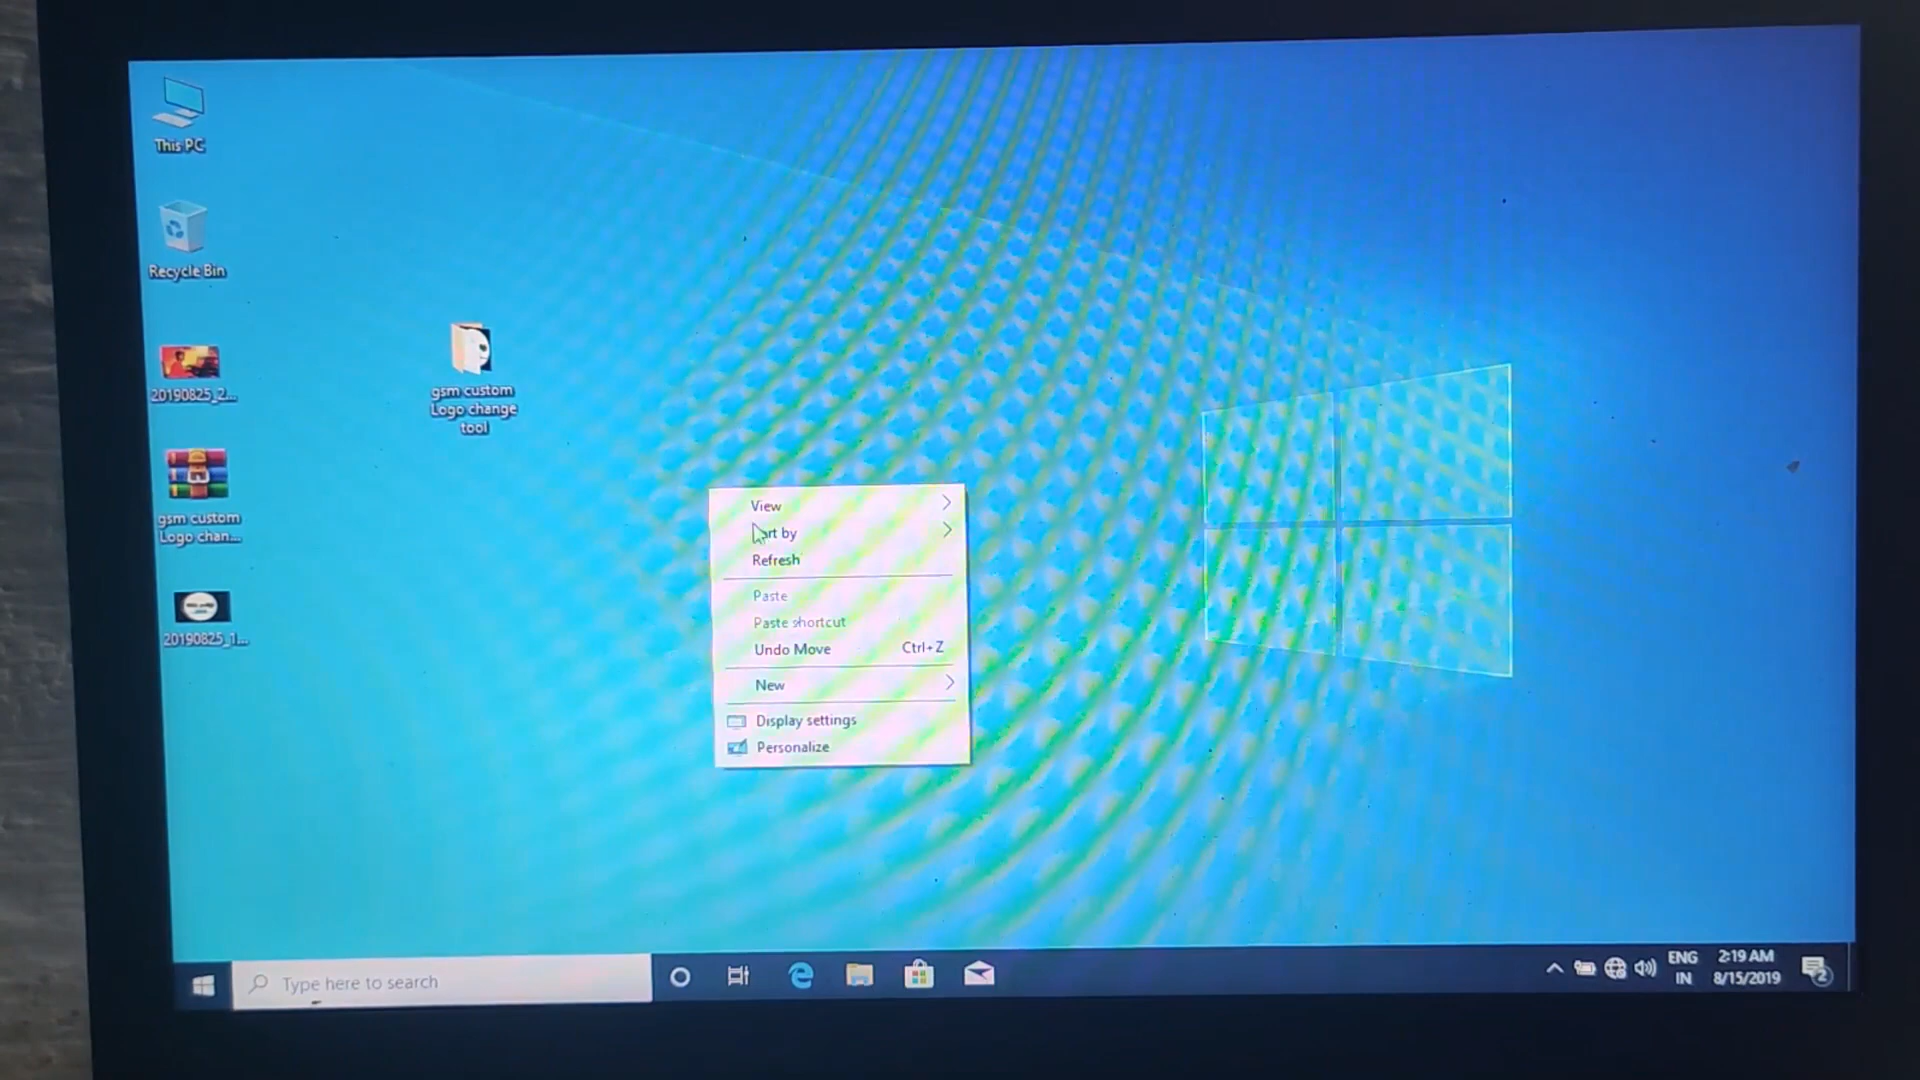 This PC
Recycle Bin
20190825_2...
gsm custom
Logo chan...
20190825_1...
gsm custom
Logo change
tool
View
Sort by
Refresh
Paste
Paste shortcut
Undo Move Ctrl+Z
New
Display settings
Personalize
Type here to search
ENG
IN
2:19 AM
8/15/2019
2